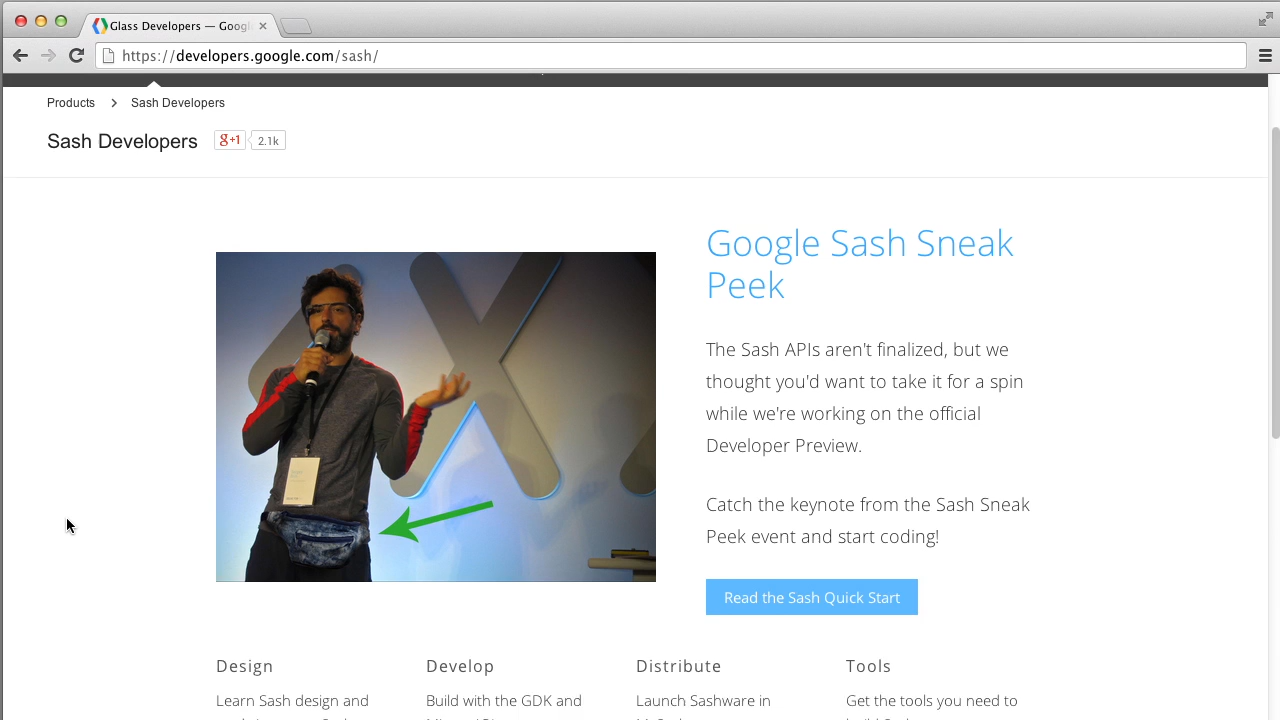 Glass Developers — Googl
https://developers.google.com/sash/
Products > Sash Developers
Sash Developers g+1 2.1k
Google Sash Sneak
Peek
The Sash APIs aren't finalized, but we
thought you'd want to take it for a spin
while we're working on the official
Developer Preview.
Catch the keynote from the Sash Sneak
Peek event and start coding!
Read the Sash Quick Start
Design
Learn Sash design and
Develop
Build with the GDK and
Distribute
Launch Sashware in
Tools
Get the tools you need to